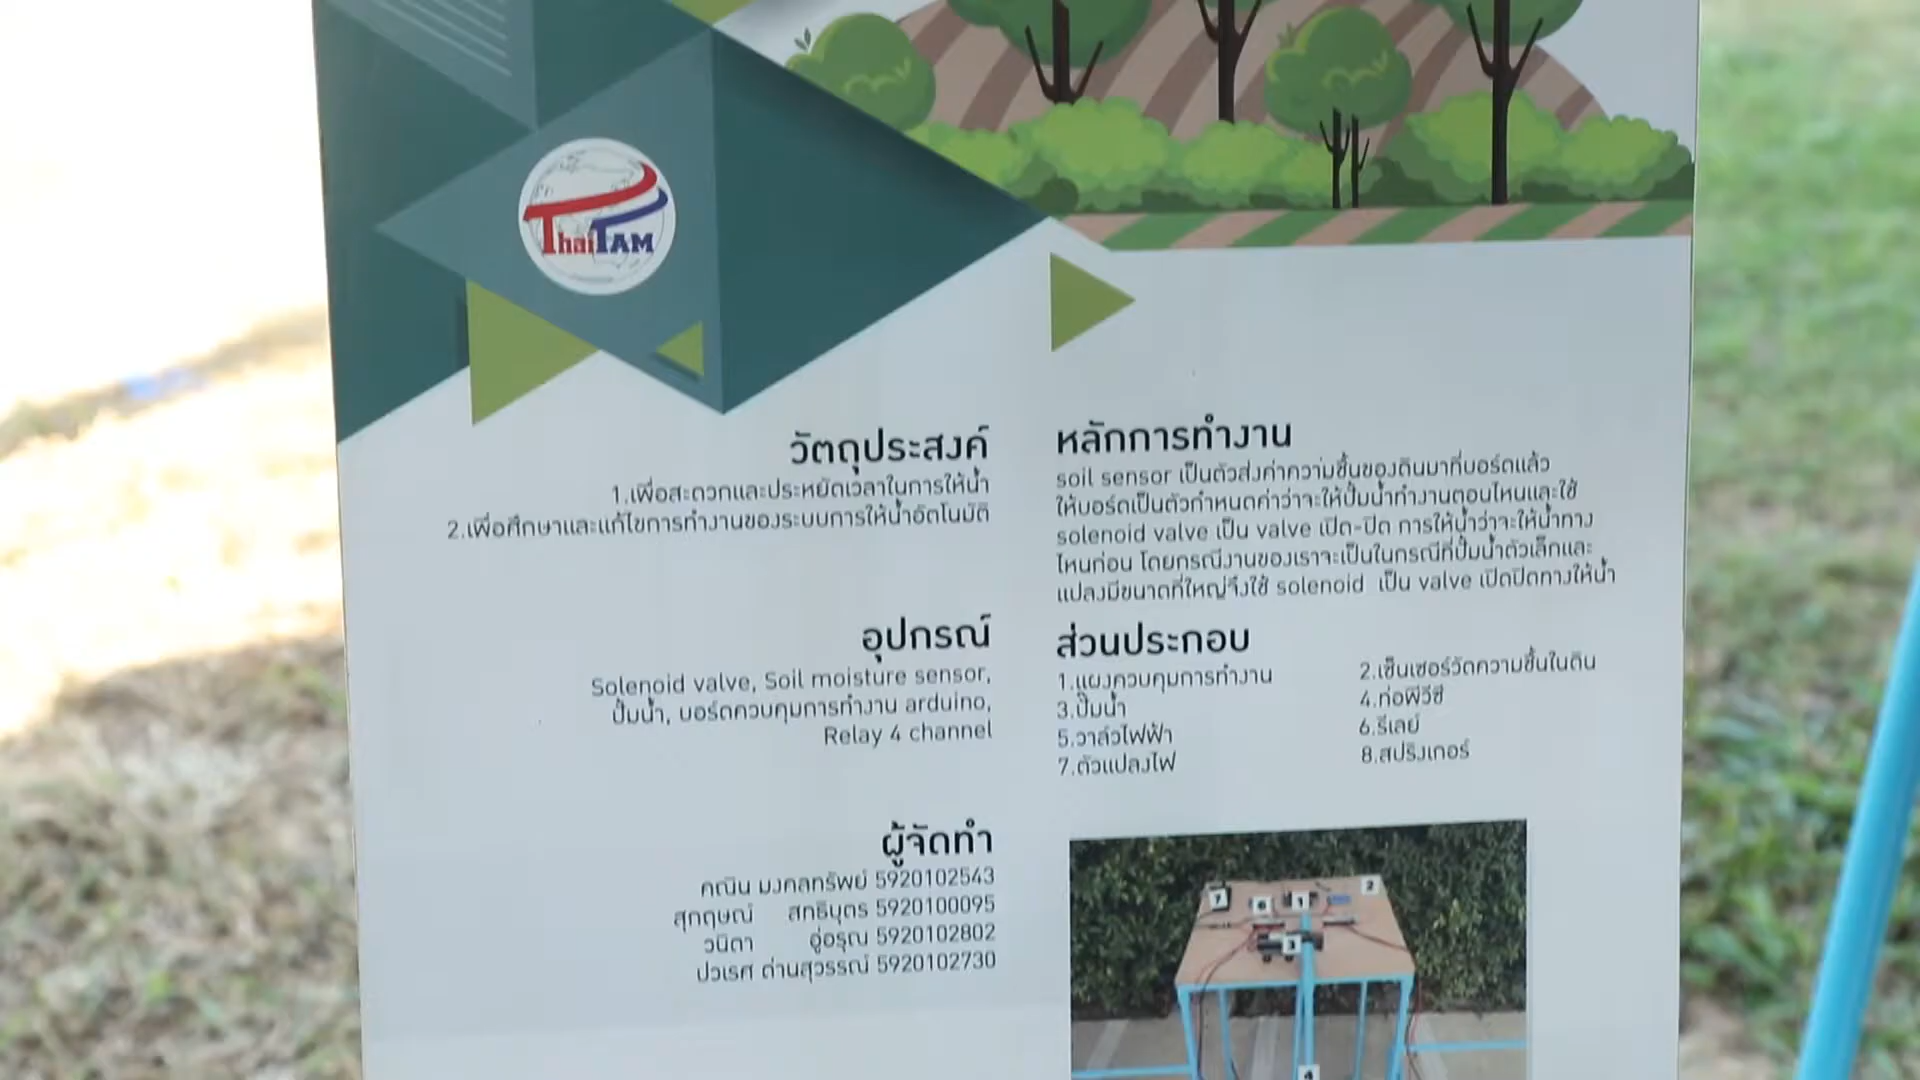 ThaiTAM
วัตถุประสงค์
1.เพื่อสะดวกและประหยัดเวลาในการให้น้ำ
2.เพื่อศึกษาและแก้ไขการทำงานของระบบการให้น้ำอัตโนมัติ
อุปกรณ์
Solenoid valve, Soil moisture sensor,
ปั๊มน้ำ, บอร์ดควบคุมการทำงาน arduino,
Relay 4 channel
ผู้จัดทำ
คณิน มงคลทรัพย์ 5920102543
สุกฤษณ์ สิทธิบุตร 5920100095
วนิดา อู่อรุณ 5920102802
ปวเรศ ด่านสุวรรณ์ 5920102730
หลักการทำงาน
soil sensor เป็นตัวส่งค่าความชื้นของดินมาที่บอร์ดแล้ว
ให้บอร์ดเป็นตัวกำหนดค่าว่าจะให้ปั๊มน้ำทำงานตอนไหนและใช้
solenoid valve เป็น valve เปิด-ปิด การให้น้ำว่าจะให้น้ำทาง
ไหนก่อน โดยกรณีงานของเราจะเป็นในกรณีที่ปั๊มน้ำตัวเล็กและ
แปลงมีขนาดที่ใหญ่จึงใช้ solenoid เป็น valve เปิดปิดทางให้น้ำ
ส่วนประกอบ
1.แผงควบคุมการทำงาน 2.เซ็นเซอร์วัดความชื้นในดิน
3.ปั๊มน้ำ 4.ท่อพีวีซี
5.วาล์วไฟฟ้า 6.รีเลย์
7.ตัวแปลงไฟ 8.สปริงเกอร์
2
7 6 1
3
4